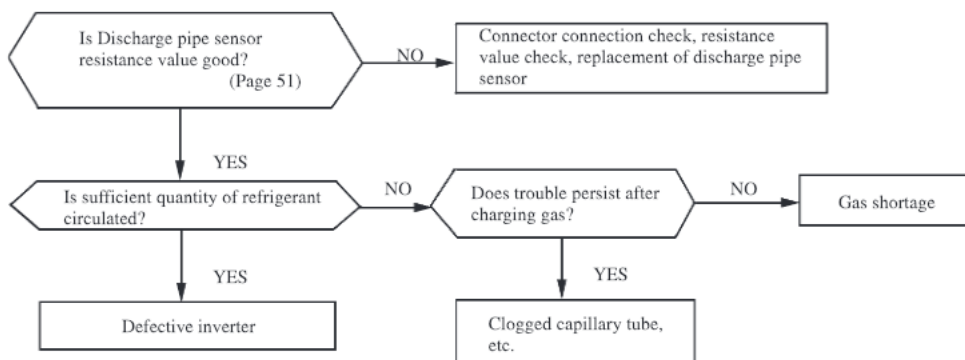 Is Discharge pipe sensor
resistance value good?
(Page 51)
NO
Connector connection check, resistance
value check, replacement of discharge pipe
sensor
YES
Is sufficient quantity of refrigerant
circulated?
NO
Does trouble persist after
charging gas?
NO
Gas shortage
YES
Defective inverter
YES
Clogged capillary tube,
etc.